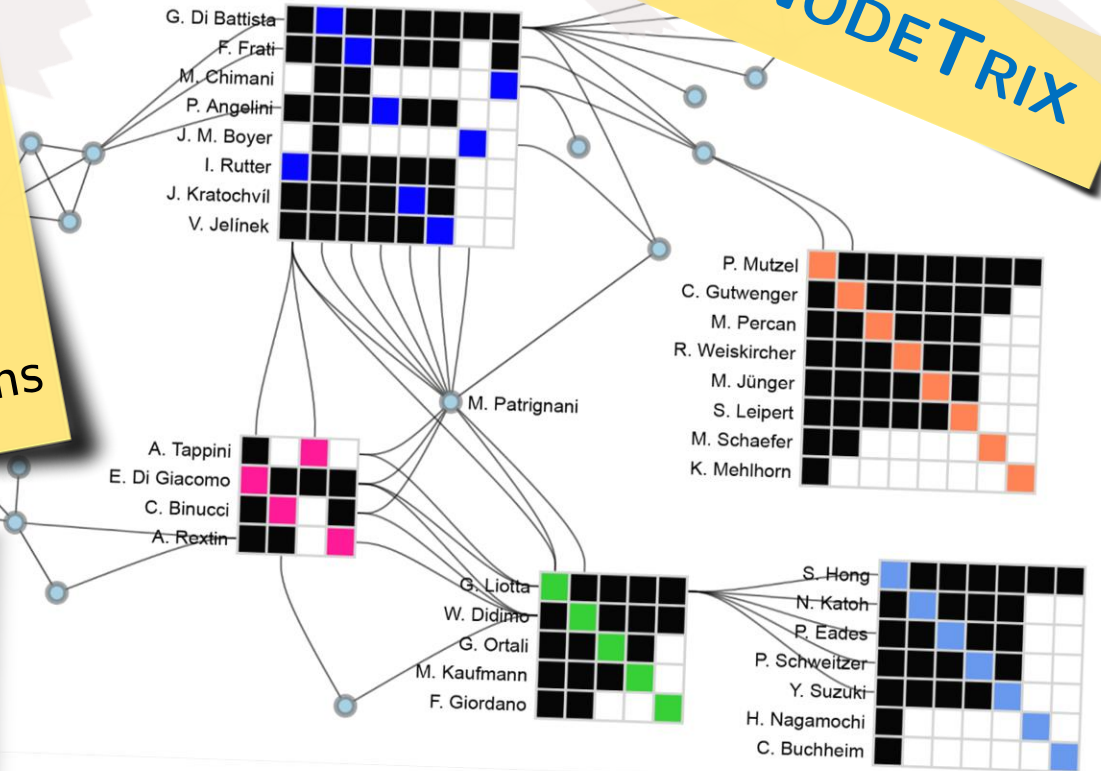 NODETRIX
G. Di Battista
F. Frati
M. Chimani
P. Angelini
J. M. Boyer
I. Rutter
J. Kratochvíl
V. Jelínek
P. Mutzel
C. Gutwenger
M. Percan
R. Weiskircher
M. Jünger
S. Leipert
M. Schaefer
K. Mehlhorn
M. Patrignani
A. Tappini
E. Di Giacomo
C. Binucci
A. Rextin
G. Liotta
W. Didimo
G. Ortali
M. Kaufmann
F. Giordano
S. Hong
N. Katoh
P. Eades
P. Schweitzer
Y. Suzuki
H. Nagamochi
C. Buchheim